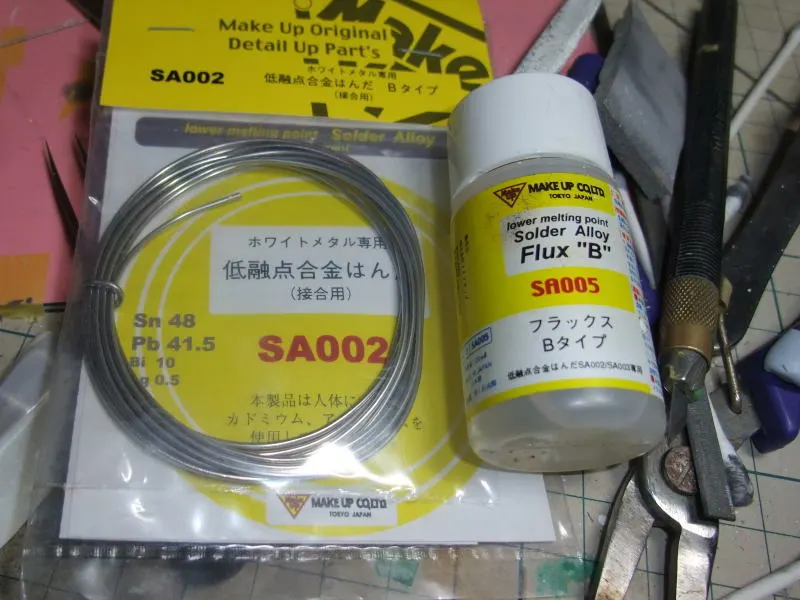 Make Up Original
Detail Up Part's
SA002
ホワイトメタル専用
低融点合金はんだ Bタイプ
(接合用)
lower melting point Solder Alloy
ホワイトメタル専用
低融点合金はんだ
(接合用)
Sn 48
Pb 41.5
Bi 10
g 0.5
SA002
本製品は人体に
カドミウム、ア
使用し
MAKE UP CO.,LTD
TOKYO JAPAN
MAKE UP CO.,LTD
TOKYO JAPAN
lower melting point
Solder Alloy
Flux "B"
SA005
フラックス
Bタイプ
低融点合金はんだSA002/SA003専用